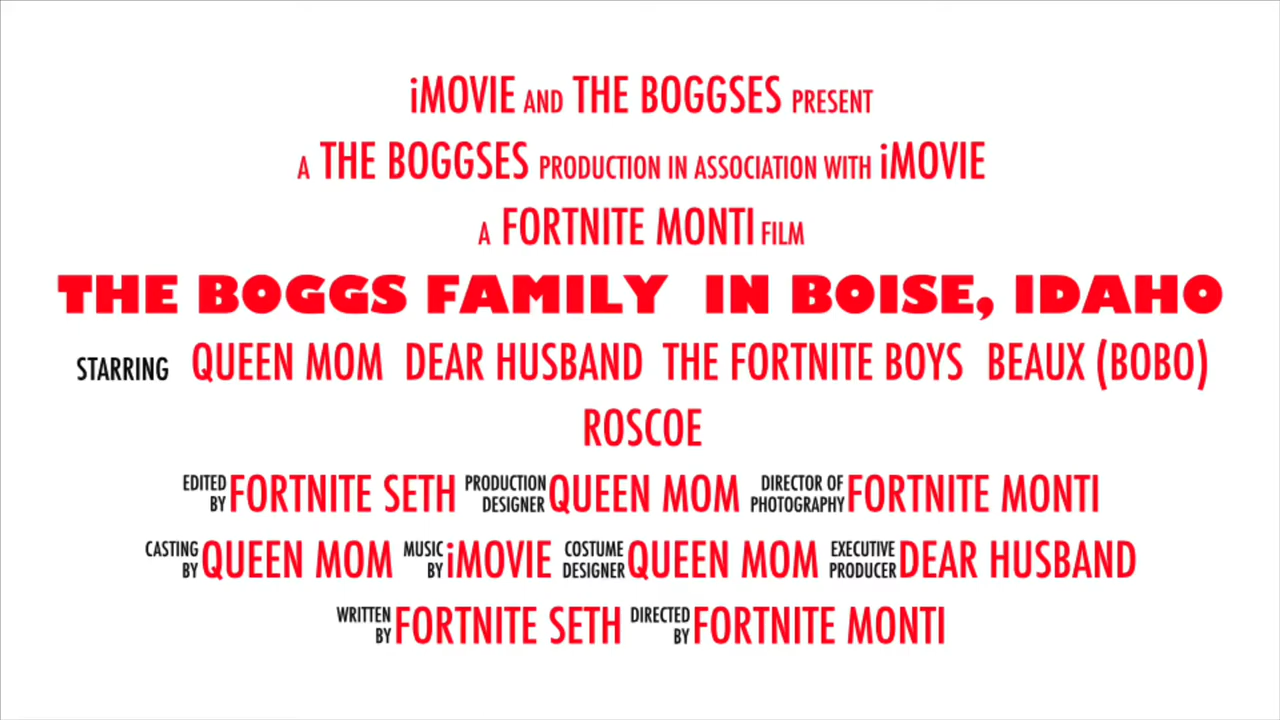 iMOVIE AND THE BOGGSES PRESENT
A THE BOGGSES PRODUCTION IN ASSOCIATION WITH iMOVIE
A FORTNITE MONTI FILM
THE BOGGS FAMILY IN BOISE, IDAHO
STARRING QUEEN MOM DEAR HUSBAND THE FORTNITE BOYS BEAUX (BOBO)
ROSCOE
EDITED BY FORTNITE SETH PRODUCTION DESIGNER QUEEN MOM DIRECTOR OF PHOTOGRAPHY FORTNITE MONTI
CASTING BY QUEEN MOM MUSIC BY iMOVIE COSTUME DESIGNER QUEEN MOM EXECUTIVE PRODUCER DEAR HUSBAND
WRITTEN BY FORTNITE SETH DIRECTED BY FORTNITE MONTI